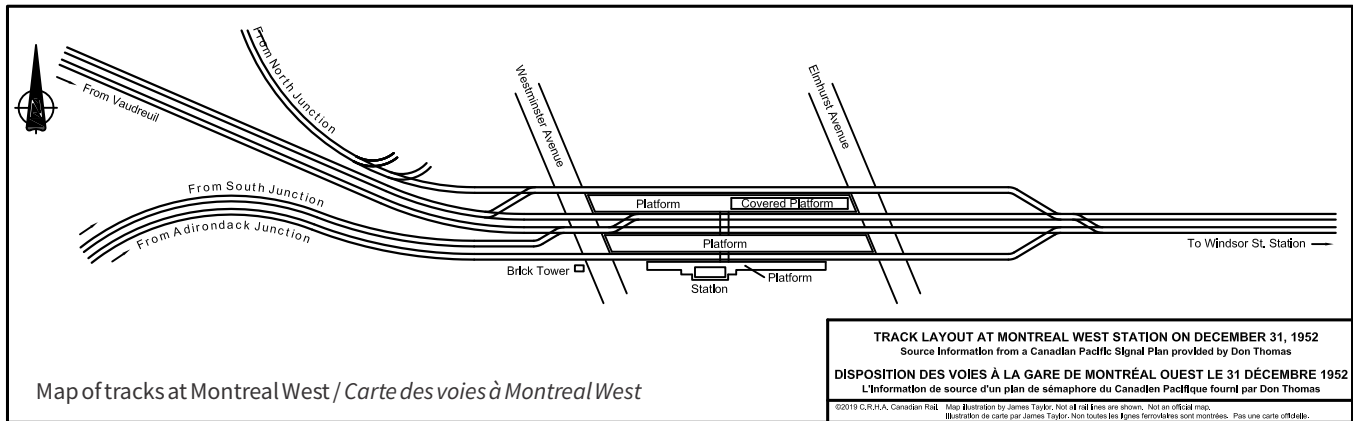 From North Junction
From Vaudreuil
Westminster Avenue
Elmhurst Avenue
From South Junction
From Adirondack Junction
Platform
Covered Platform
Platform
To Windsor St. Station
Brick Tower
Platform
Station
TRACK LAYOUT AT MONTREAL WEST STATION ON DECEMBER 31, 1952
Source Information from a Canadian Pacific Signal Plan provided by Don Thomas
DISPOSITION DES VOIES À LA GARE DE MONTRÉAL OUEST LE 31 DÉCEMBRE 1952
L'Information de source d'un plan de sémaphore du Canadien Pacifique fourni par Don Thomas
Map of tracks at Montreal West / Carte des voies à Montreal West
©2019 C.R.H.A. Canadian Rail. Map illustration by James Taylor. Not all rail lines are shown. Not an official map.
Illustration de carte par James Taylor. Non toutes les lignes ferroviaires sont montrées. Pas une carte officielle.